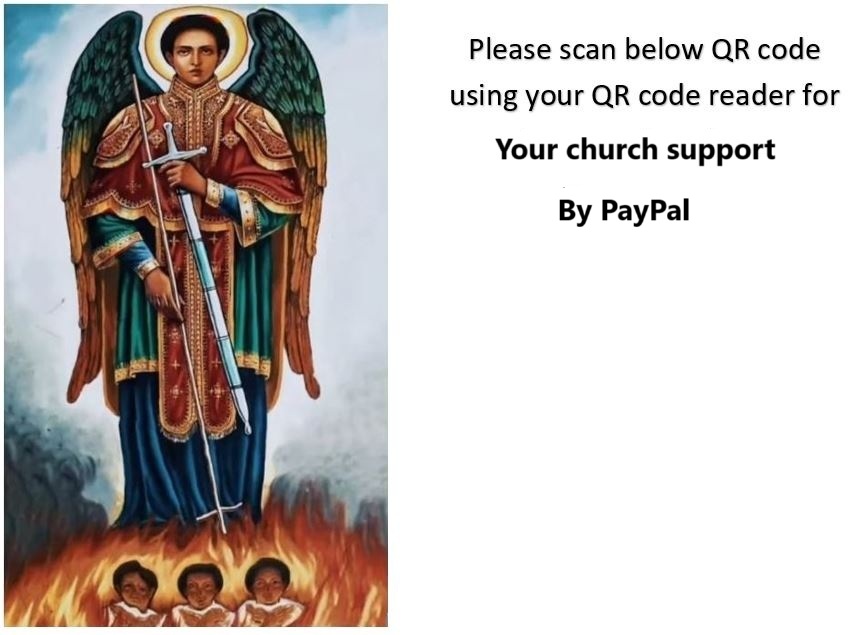 Please scan below QR code
using your QR code reader for
Your church support
By PayPal